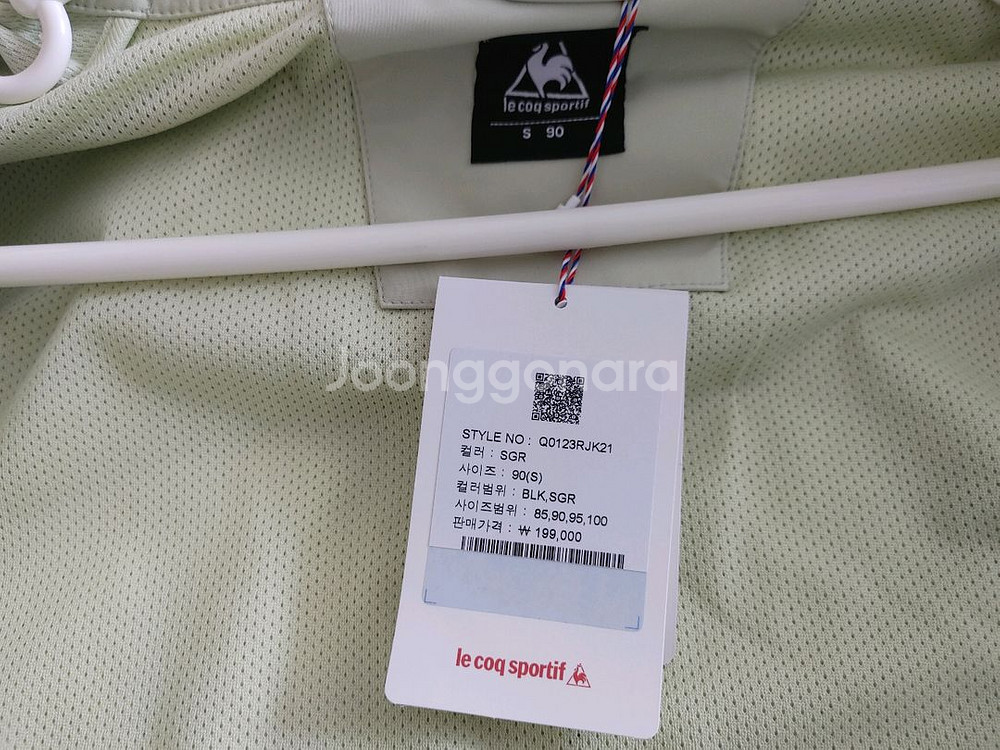 le coq sportif
S 90
Joonggonara
STYLE NO : Q0123RJK21
컬러 : SGR
사이즈 : 90(S)
컬러범위 : BLK,SGR
사이즈범위 : 85,90,95,100
판매가격 : ₩ 199,000
le coq sportif